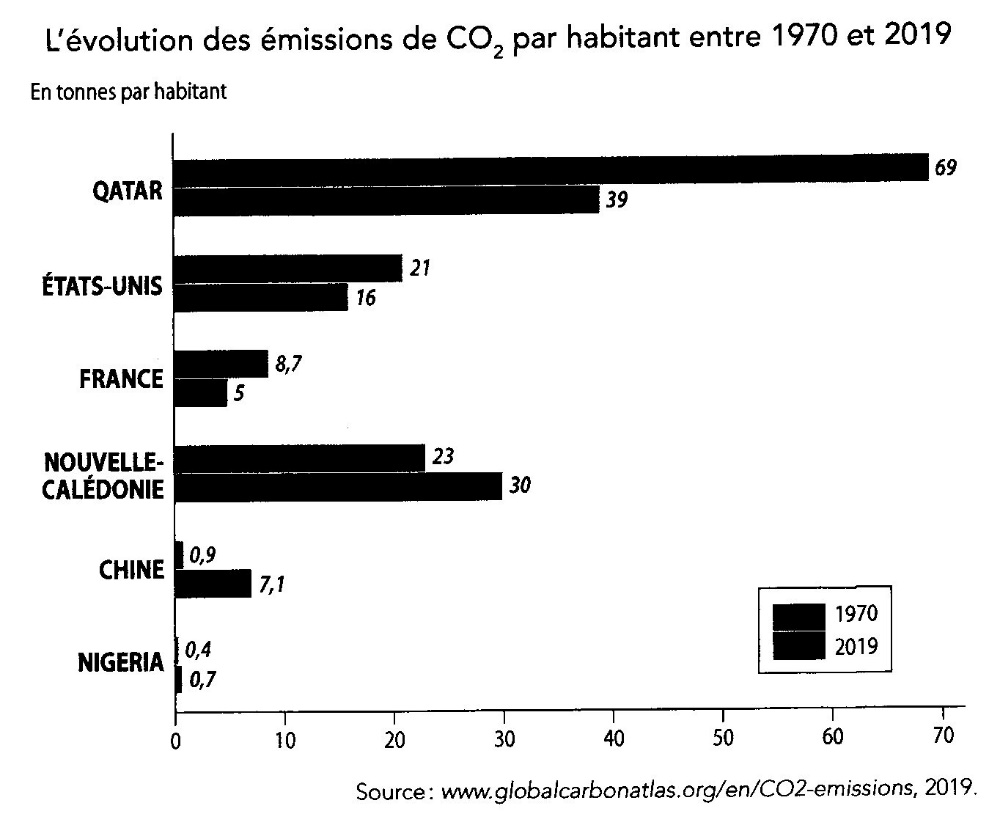 L'évolution des émissions de CO₂ par habitant entre 1970 et 2019
En tonnes par habitant
QATAR
69
39
ÉTATS-UNIS
21
16
FRANCE
8,7
5
NOUVELLE-
CALÉDONIE
23
30
CHINE
0,9
7,1
NIGERIA
0,4
0,7
1970
2019
0 10 20 30 40 50 60 70
Source : www.globalcarbonatlas.org/en/CO2-emissions, 2019.